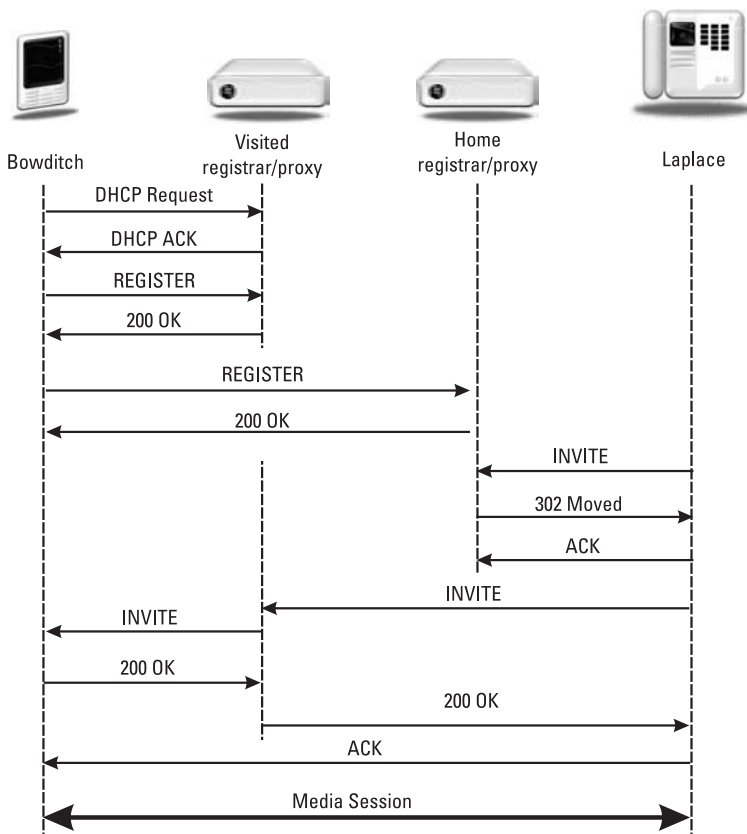 Bowditch
Visited
registrar/proxy
Home
registrar/proxy
Laplace
DHCP Request
DHCP ACK
REGISTER
200 OK
REGISTER
200 OK
INVITE
302 Moved
ACK
INVITE
INVITE
200 OK
200 OK
ACK
Media Session